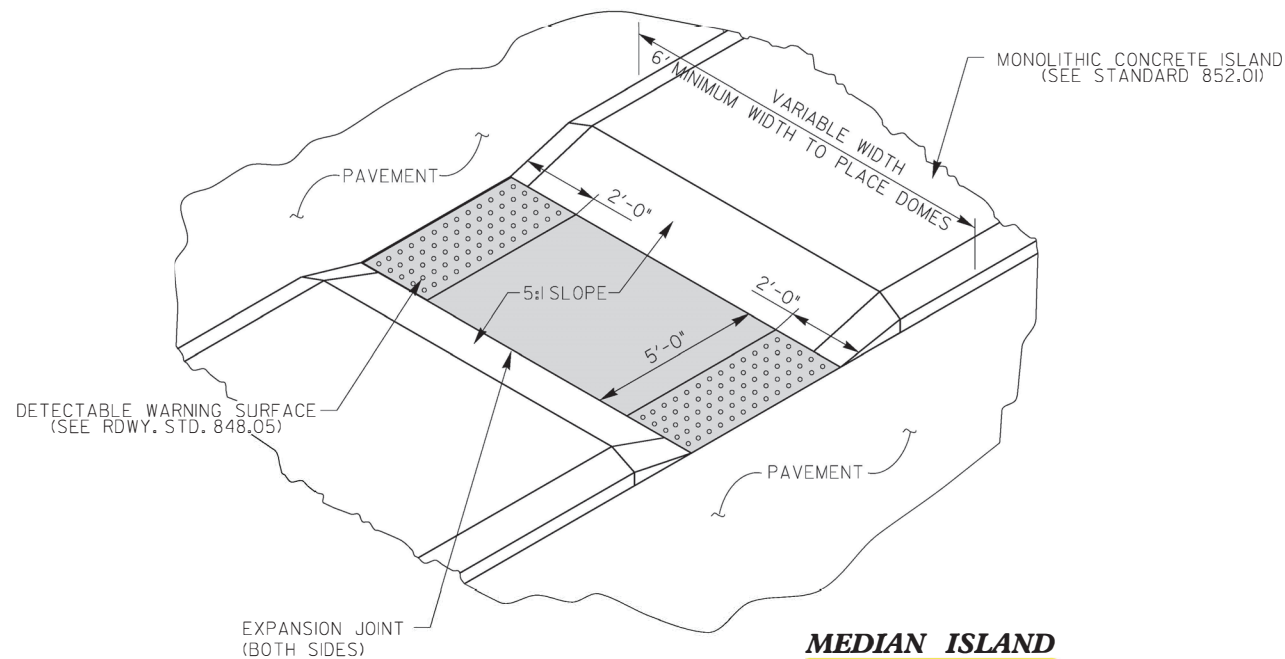 MONOLITHIC CONCRETE ISLAND
(SEE STANDARD 852.01)
VARIABLE WIDTH
6' MINIMUM WIDTH TO PLACE DOMES
PAVEMENT
2'-0"
5:1 SLOPE
2'-0"
5'-0"
DETECTABLE WARNING SURFACE
(SEE RDWY. STD. 848.05)
PAVEMENT
EXPANSION JOINT
(BOTH SIDES)
MEDIAN ISLAND